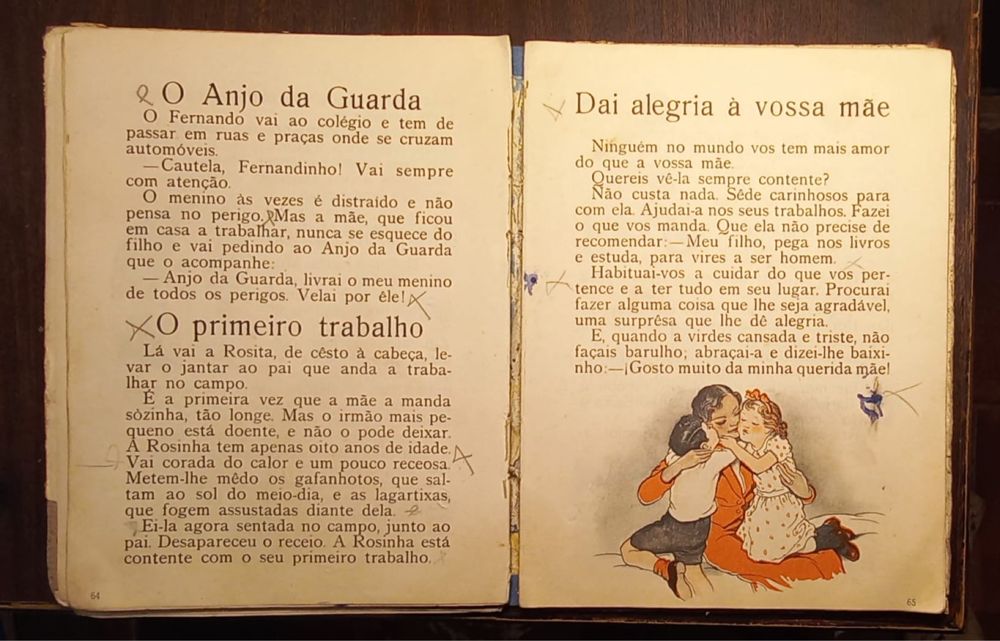 O Anjo da Guarda
O Fernando vai ao colégio e tem de
passar em ruas e praças onde se cruzam
automóveis.
—Cautela, Fernandinho! Vai sempre
com atenção.
O menino às vezes é distraído e não
pensa no perigo. Mas a mãe, que ficou
em casa a trabalhar, nunca se esquece do
filho e vai pedindo ao Anjo da Guarda
que o acompanhe:
—Anjo da Guarda, livrai o meu menino
de todos os perigos. Velai por êle!
O primeiro trabalho
Lá vai a Rosita, de cêsto à cabeça, le-
var o jantar ao pai que anda a traba-
lhar no campo.
É a primeira vez que a mãe a manda
sòzinha, tão longe. Mas o irmão mais pe-
queno está doente, e não o pode deixar.
A Rosinha tem apenas oito anos de idade.
Vai corada do calor e um pouco receosa.
Metem-lhe mêdo os gafanhotos, que sal-
tam ao sol do meio-dia, e as lagartixas,
que fogem assustadas diante dela.
Ei-la agora sentada no campo, junto ao
pai. Desapareceu o receio. A Rosinha está
contente com o seu primeiro trabalho.
64
Dai alegria à vossa mãe
Ninguém no mundo vos tem mais amor
do que a vossa mãe.
Quereis vê-la sempre contente?
Não custa nada. Sêde carinhosos para
com ela. Ajudai-a nos seus trabalhos. Fazei
o que vos manda. Que ela não precise de
recomendar:—Meu filho, pega nos livros
e estuda, para vires a ser homem.
Habituai-vos a cuidar do que vos per-
tence e a ter tudo em seu lugar. Procurai
fazer alguma coisa que lhe seja agradável,
uma surprêsa que lhe dê alegria.
E, quando a virdes cansada e triste, não
façais barulho; abraçai-a e dizei-lhe baixi-
nho:—¡Gosto muito da minha querida mãe!
65